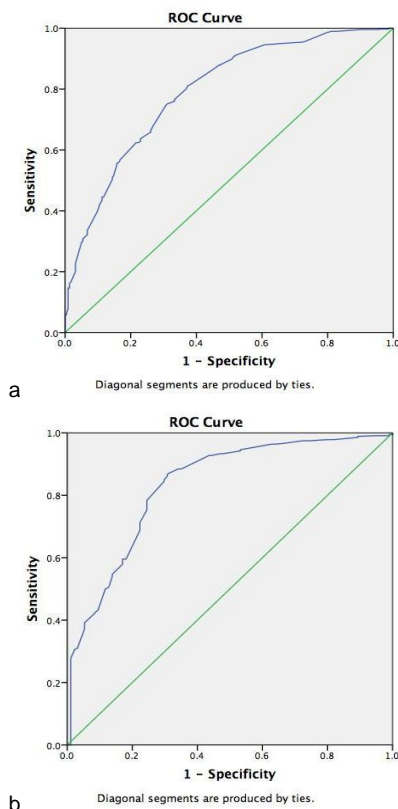 ROC Curve
1.0
0.8
0.6
0.4
0.2
0.0
Sensitivity
0.0 0.2 0.4 0.6 0.8 1.0
1 - Specificity
Diagonal segments are produced by ties.
a
ROC Curve
1.0
0.8
0.6
0.4
0.2
0.0
Sensitivity
0.0 0.2 0.4 0.6 0.8 1.0
1 - Specificity
Diagonal segments are produced by ties.
b